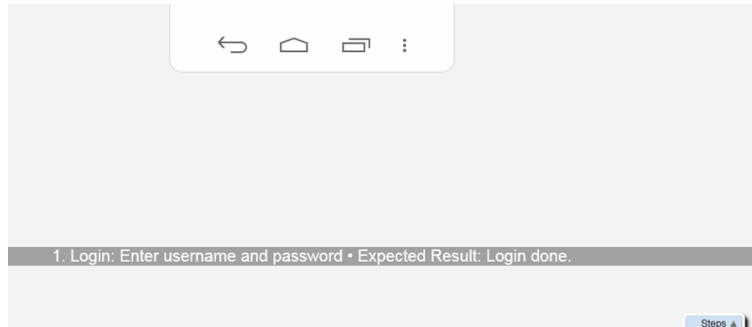 1. Login: Enter username and password • Expected Result: Login done.
Steps